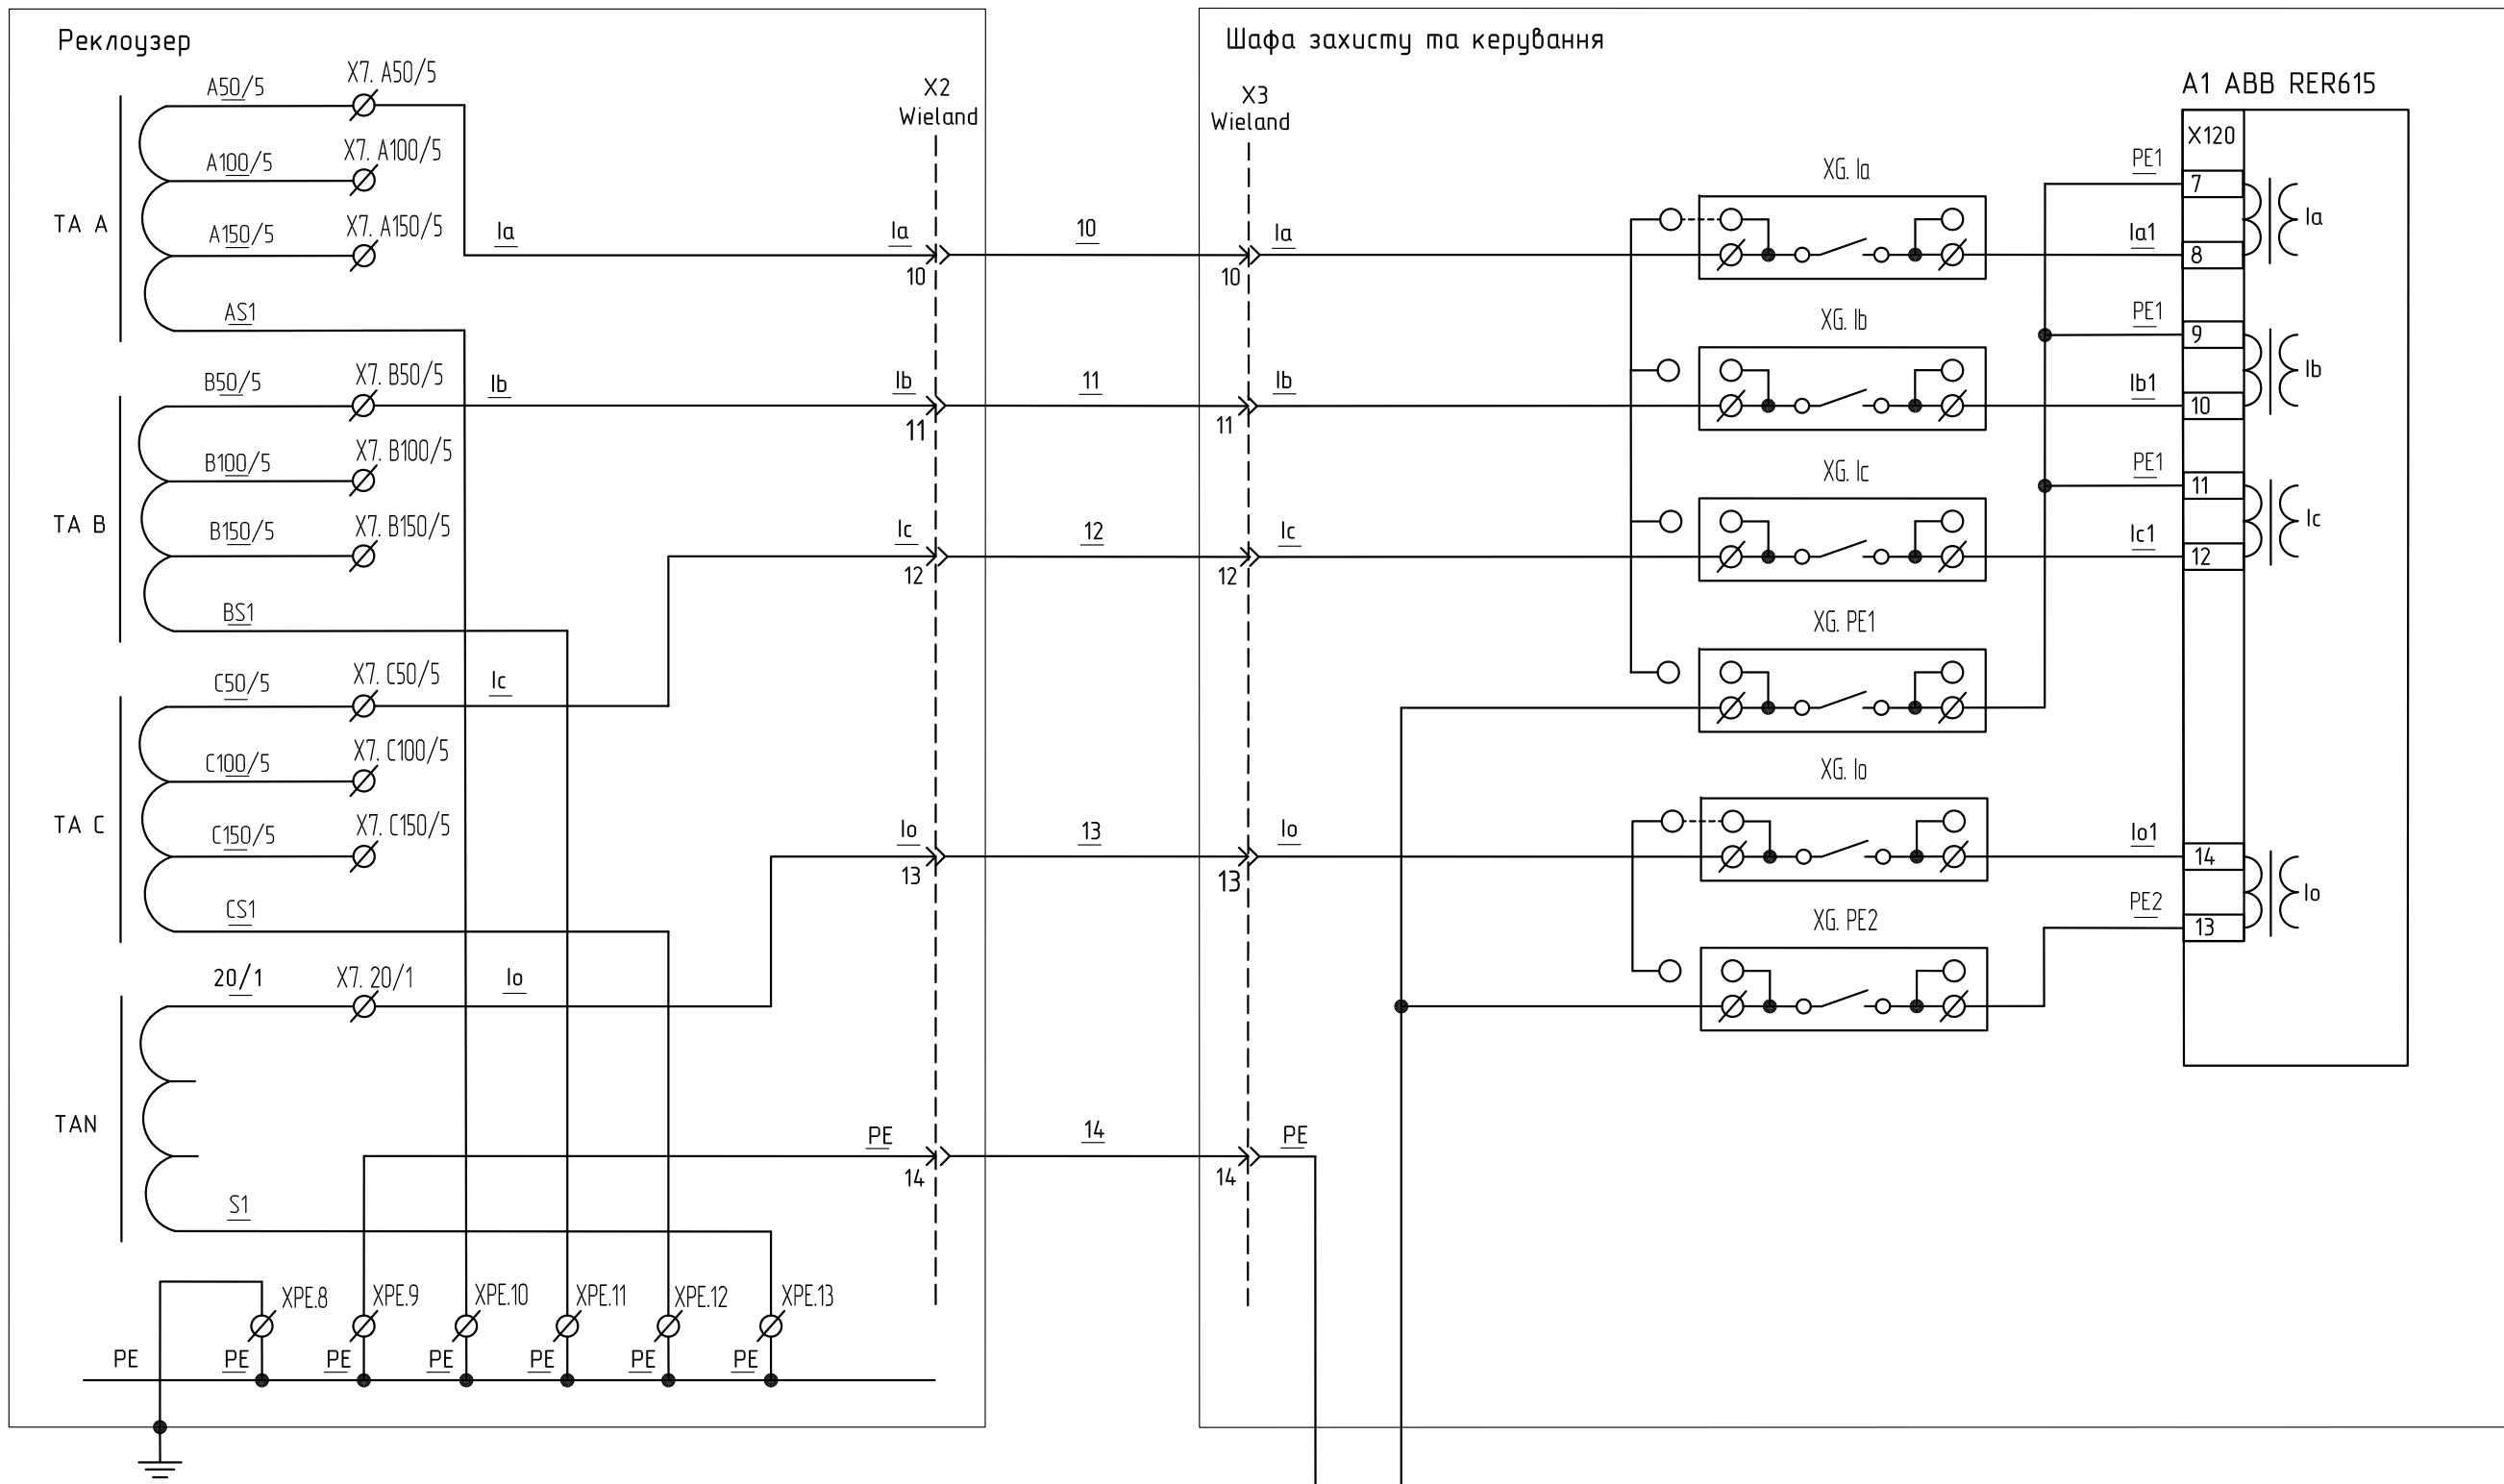 Реклоузер
Шафа захисту та керування
A50/5
X7. A50/5
X2
Wieland
X3
Wieland
A1 ABB RER615
X120
A100/5
X7. A100/5
XG. Ia
PE1
7
TA A
A150/5
X7. A150/5
Ia
Ia
10
10
Ia
10
Ia1
8
Ia
AS1
XG. Ib
PE1
9
B50/5
X7. B50/5
Ib
Ib
11
11
Ib
11
Ib1
10
Ib
B100/5
X7. B100/5
XG. Ic
PE1
11
TA B
B150/5
X7. B150/5
Ic
12
12
Ic
12
Ic1
12
Ic
BS1
XG. PE1
C50/5
X7. C50/5
Ic
C100/5
X7. C100/5
XG. Io
TA C
C150/5
X7. C150/5
Io
13
13
Io
13
Io1
14
Io
CS1
XG. PE2
PE2
13
20/1
X7. 20/1
Io
TAN
PE
14
14
PE
14
S1
XPE.8
XPE.9
XPE.10
XPE.11
XPE.12
XPE.13
PE
PE
PE
PE
PE
PE
PE